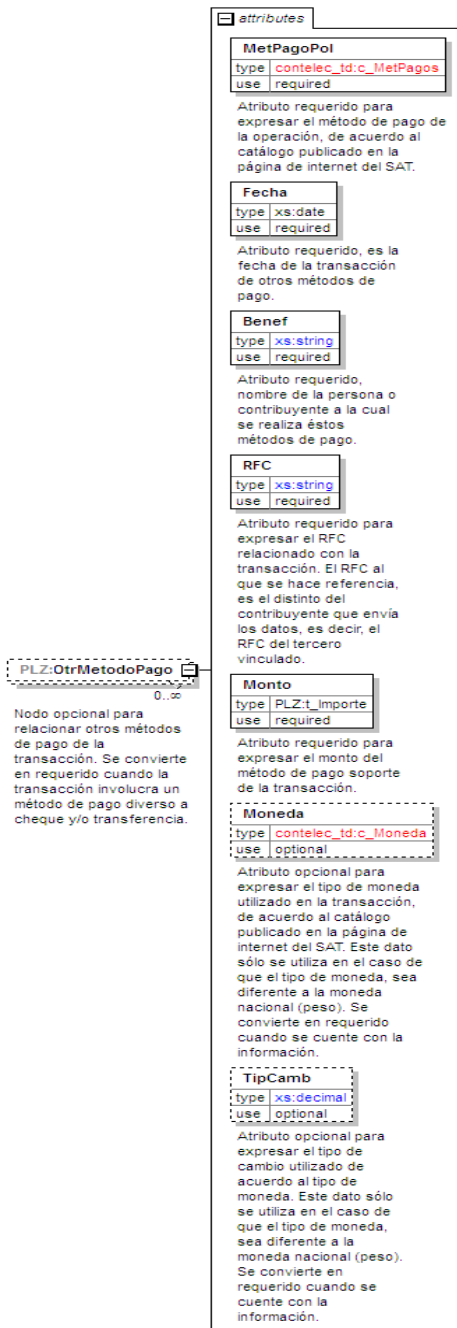 attributes
MetPagoPol
type contelec_td:c_MetPagos
use required
Atributo requerido para
expresar el método de pago de
la operación, de acuerdo al
catálogo publicado en la
página de internet del SAT.
Fecha
type xs:date
use required
Atributo requerido, es la
fecha de la transacción
de otros métodos de
pago.
Benef
type xs:string
use required
Atributo requerido,
nombre de la persona o
contribuyente a la cual
se realiza éstos
métodos de pago.
RFC
type xs:string
use required
Atributo requerido para
expresar el RFC
relacionado con la
transacción. El RFC al
que se hace referencia,
es el distinto del
contribuyente que envía
los datos, es decir, el
RFC del tercero
vinculado.
PLZ:OtrMetodoPago
0..∞
Nodo opcional para
relacionar otros métodos
de pago de la
transacción. Se convierte
en requerido cuando la
transacción involucra un
método de pago diverso a
cheque y/o transferencia.
Monto
type PLZ:t_Importe
use required
Atributo requerido para
expresar el monto del
método de pago soporte
de la transacción.
Moneda
type contelec_td:c_Moneda
use optional
Atributo opcional para
expresar el tipo de moneda
utilizado en la transacción,
de acuerdo al catálogo
publicado en la página de
internet del SAT. Este dato
sólo se utiliza en el caso de
que el tipo de moneda, sea
diferente a la moneda
nacional (peso). Se
convierte en requerido
cuando se cuente con la
información.
TipCamb
type xs:decimal
use optional
Atributo opcional para
expresar el tipo de
cambio utilizado de
acuerdo al tipo de
moneda. Este dato sólo
se utiliza en el caso de
que el tipo de moneda,
sea diferente a la
moneda nacional (peso).
Se convierte en
requerido cuando se
cuente con la
información.